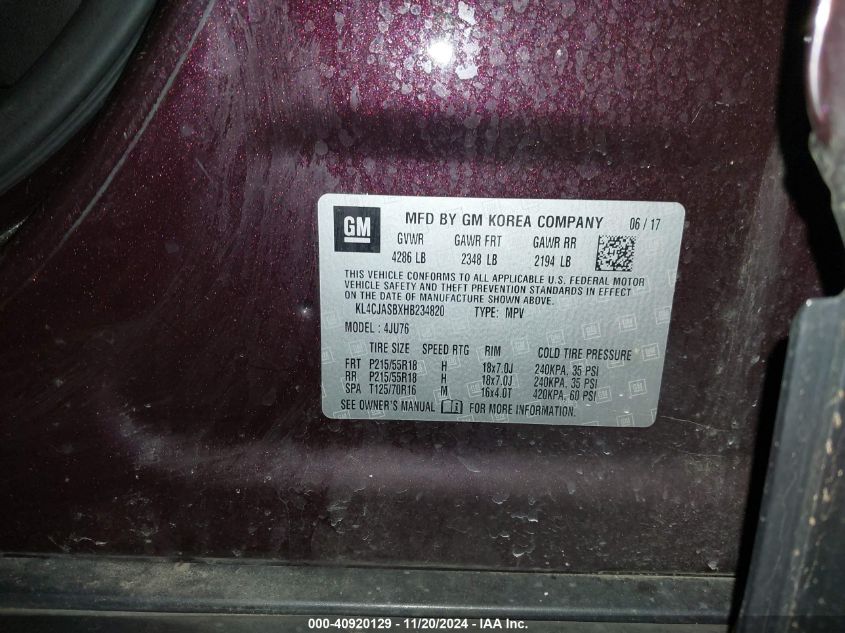 GM
MFD BY GM KOREA COMPANY 06 / 17
GVWR GAWR FRT GAWR RR
4286 LB 2348 LB 2194 LB
THIS VEHICLE CONFORMS TO ALL APPLICABLE U.S. FEDERAL MOTOR
VEHICLE SAFETY AND THEFT PREVENTION STANDARDS IN EFFECT
ON THE DATE OF MANUFACTURE SHOWN ABOVE.
KL4CJASBXHB234820 TYPE: MPV
MODEL : 4JU76
TIRE SIZE SPEED RTG RIM COLD TIRE PRESSURE
FRT P215/55R18 H 18x7.0J 240KPA, 35 PSI
RR P215/55R18 H 18x7.0J 240KPA, 35 PSI
SPA T125/70R16 M 16x4.0T 420KPA, 60 PSI
SEE OWNER'S MANUAL FOR MORE INFORMATION.
000-40920129 - 11/20/2024 - IAA Inc.